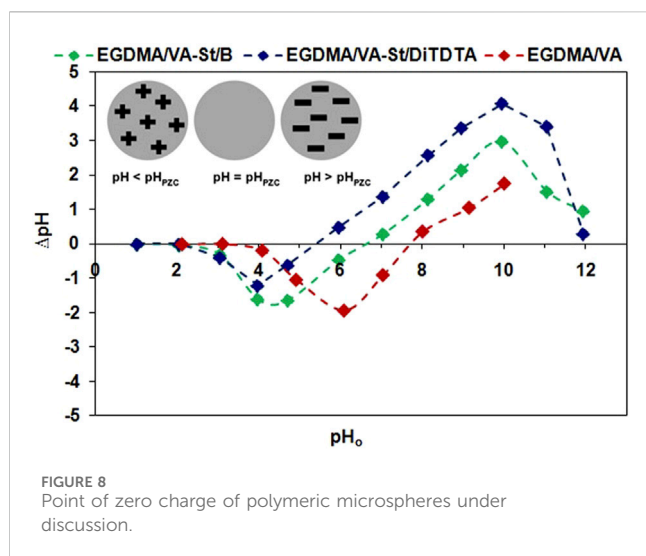 EGDMA/VA-St/B EGDMA/VA-St/DiTDTA EGDMA/VA
5
4
3
2
1
0
-1
-2
-3
-4
-5
ΔpH
pH < pHPZC pH = pHPZC pH > pHPZC
0 2 4 6 8 10 12
pHo
FIGURE 8
Point of zero charge of polymeric microspheres under
discussion.